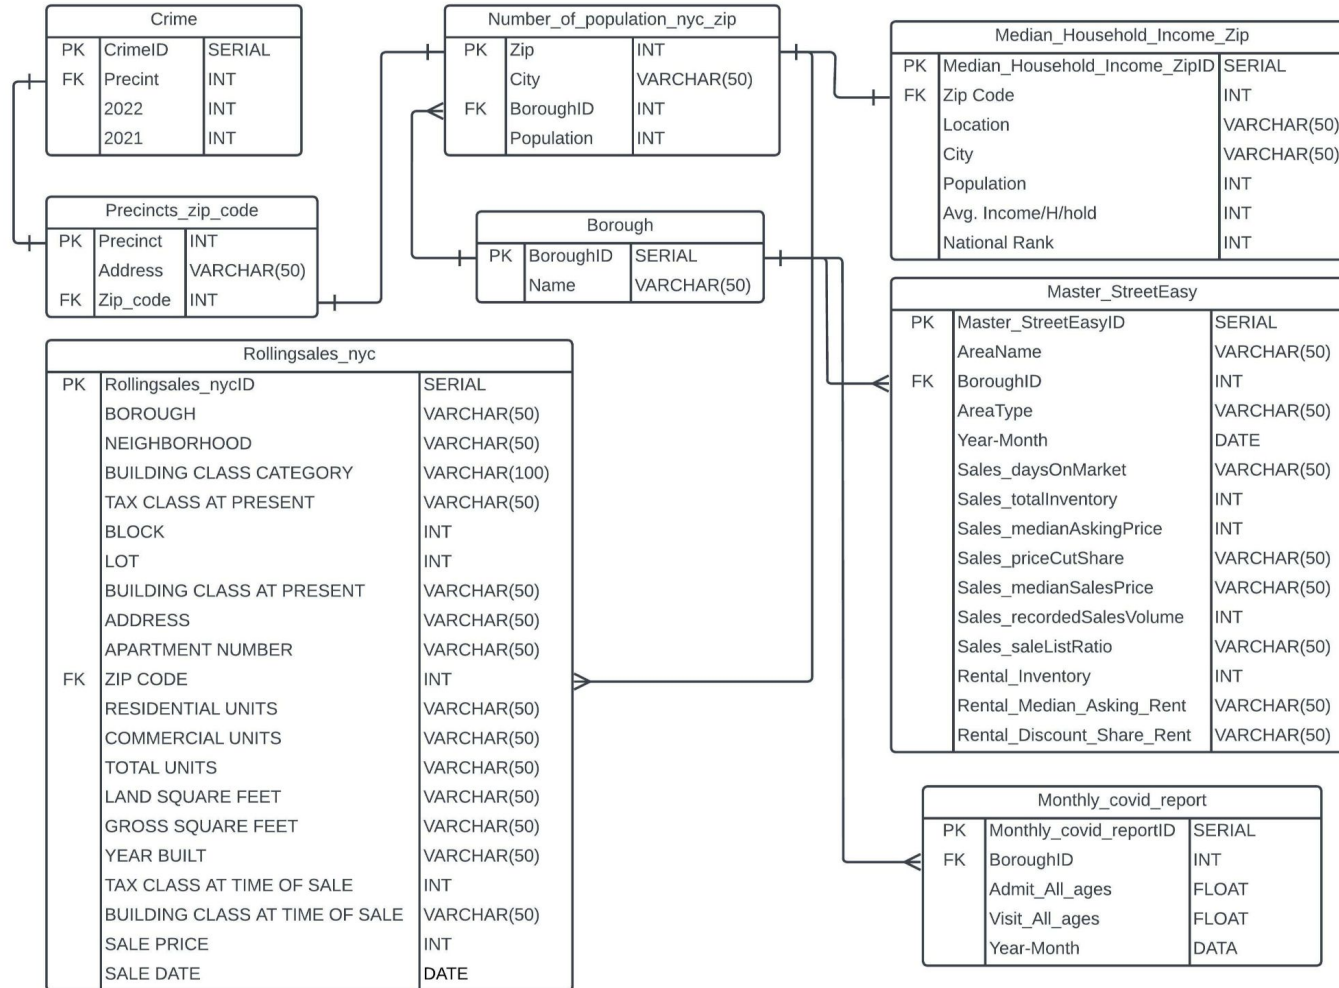 Crime
PK CrimeID SERIAL
FK Precint INT
2022 INT
2021 INT
Number_of_population_nyc_zip
PK Zip INT
City VARCHAR(50)
FK BoroughID INT
Population INT
Median_Household_Income_Zip
PK Median_Household_Income_ZipID SERIAL
FK Zip Code INT
Location VARCHAR(50)
City VARCHAR(50)
Population INT
Avg. Income/H/hold INT
National Rank INT
Precincts_zip_code
PK Precinct INT
Address VARCHAR(50)
FK Zip_code INT
Borough
PK BoroughID SERIAL
Name VARCHAR(50)
Master_StreetEasy
PK Master_StreetEasyID SERIAL
AreaName VARCHAR(50)
FK BoroughID INT
AreaType VARCHAR(50)
Year-Month DATE
Sales_daysOnMarket VARCHAR(50)
Sales_totalInventory INT
Sales_medianAskingPrice INT
Sales_priceCutShare VARCHAR(50)
Sales_medianSalesPrice VARCHAR(50)
Sales_recordedSalesVolume INT
Sales_saleListRatio VARCHAR(50)
Rental_Inventory INT
Rental_Median_Asking_Rent VARCHAR(50)
Rental_Discount_Share_Rent VARCHAR(50)
Rollingsales_nyc
PK Rollingsales_nycID SERIAL
BOROUGH VARCHAR(50)
NEIGHBORHOOD VARCHAR(50)
BUILDING CLASS CATEGORY VARCHAR(100)
TAX CLASS AT PRESENT VARCHAR(50)
BLOCK INT
LOT INT
BUILDING CLASS AT PRESENT VARCHAR(50)
ADDRESS VARCHAR(50)
APARTMENT NUMBER VARCHAR(50)
FK ZIP CODE INT
RESIDENTIAL UNITS VARCHAR(50)
COMMERCIAL UNITS VARCHAR(50)
TOTAL UNITS VARCHAR(50)
LAND SQUARE FEET VARCHAR(50)
GROSS SQUARE FEET VARCHAR(50)
YEAR BUILT VARCHAR(50)
TAX CLASS AT TIME OF SALE INT
BUILDING CLASS AT TIME OF SALE VARCHAR(50)
SALE PRICE INT
SALE DATE DATE
Monthly_covid_report
PK Monthly_covid_reportID SERIAL
FK BoroughID INT
Admit_All_ages FLOAT
Visit_All_ages FLOAT
Year-Month DATA